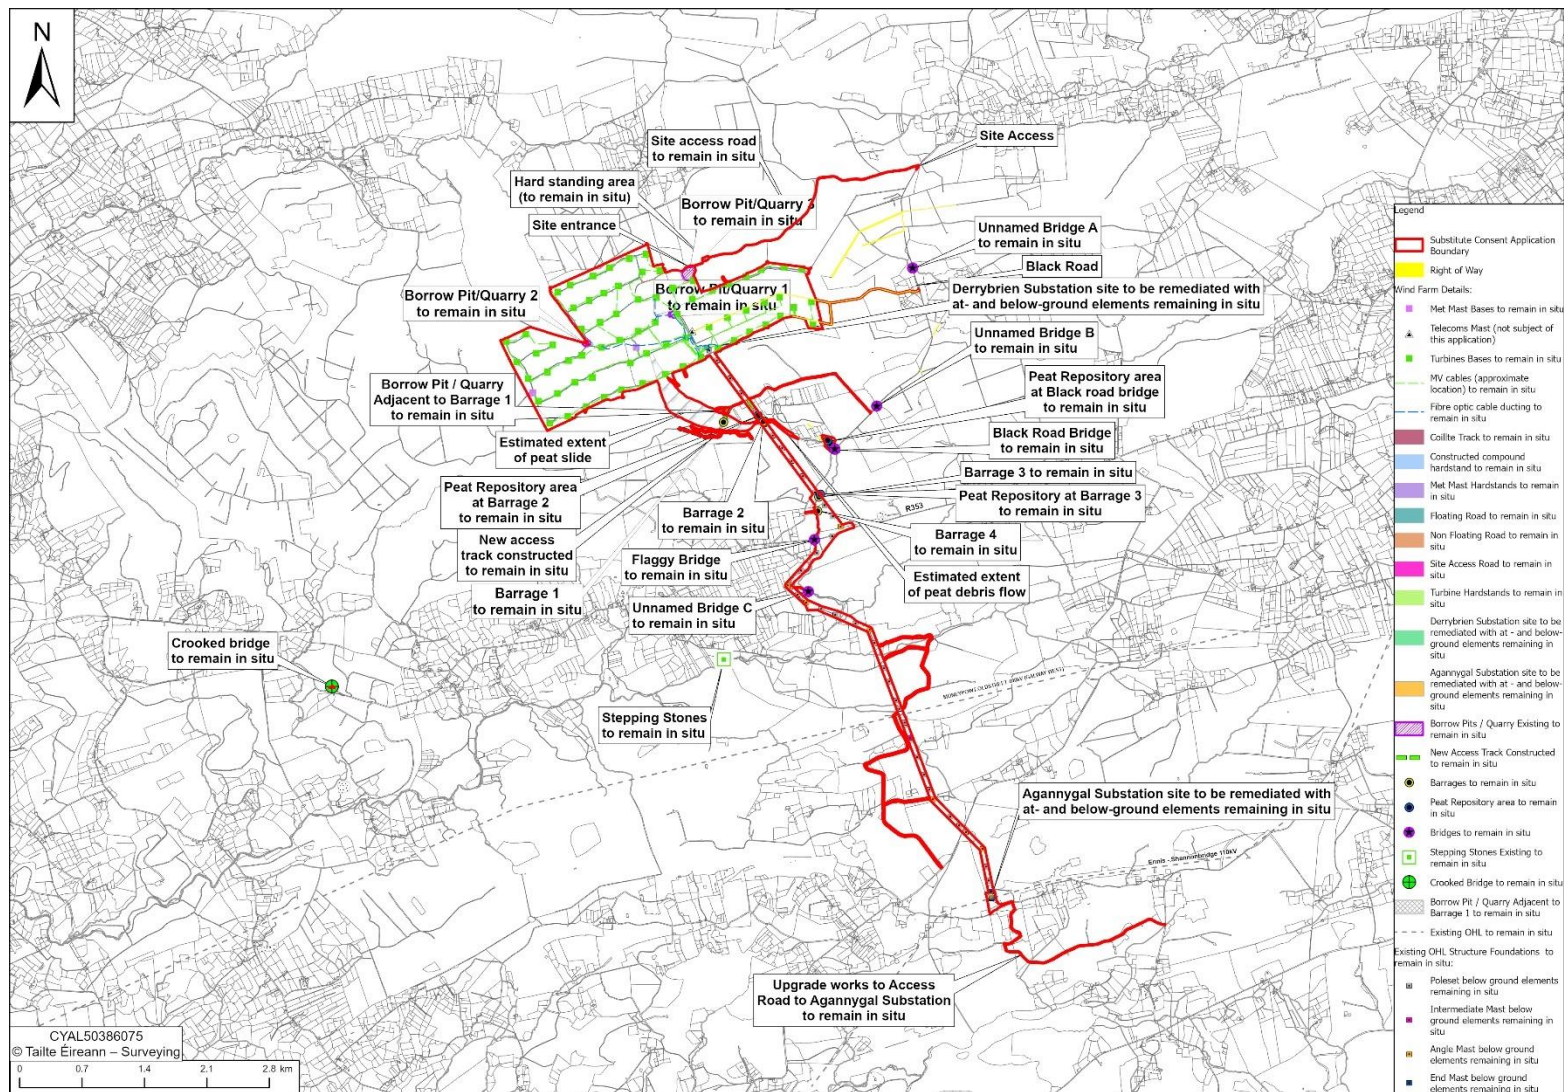 N
Site access road
to remain in situ
Site Access
Hard standing area
(to remain in situ)
Borrow Pit/Quarry 3
to remain in situ
Site entrance
Unnamed Bridge A
to remain in situ
Black Road
Borrow Pit/Quarry 2
to remain in situ
Borrow Pit/Quarry 1
to remain in situ
Derrybrien Substation site to be remediated with
at- and below-ground elements remaining in situ
Unnamed Bridge B
to remain in situ
Borrow Pit / Quarry
Adjacent to Barrage 1
to remain in situ
Peat Repository area
at Black road bridge
to remain in situ
Estimated extent
of peat slide
Black Road Bridge
to remain in situ
Barrage 3 to remain in situ
Peat Repository area
at Barrage 2
to remain in situ
Peat Repository at Barrage 3
to remain in situ
R353
Barrage 2
to remain in situ
New access
track constructed
to remain in situ
Barrage 4
to remain in situ
Flaggy Bridge
to remain in situ
Estimated extent
of peat debris flow
Barrage 1
to remain in situ
Unnamed Bridge C
to remain in situ
Crooked bridge
to remain in situ
Stepping Stones
to remain in situ
Agannygal Substation site to be remediated with
at- and below-ground elements remaining in situ
Ennis - Shannonbridge 110kV
Upgrade works to Access
Road to Agannygal Substation
to remain in situ
CYAL50386075
© Tailte Éireann – Surveying
0 0.7 1.4 2.1 2.8 km
Legend
Substitute Consent Application
Boundary
Right of Way
Wind Farm Details:
Met Mast Bases to remain in situ
Telecoms Mast (not subject of
this application)
Turbines Bases to remain in situ
MV cables (approximate
location) to remain in situ
Fibre optic cable ducting to
remain in situ
Coillte Track to remain in situ
Constructed compound
hardstand to remain in situ
Met Mast Hardstands to remain
in situ
Floating Road to remain in situ
Non Floating Road to remain in
situ
Site Access Road to remain in
situ
Turbine Hardstands to remain in
situ
Derrybrien Substation site to be
remediated with at - and below-
ground elements remaining in
situ
Agannygal Substation site to be
remediated with at - and below-
ground elements remaining in
situ
Borrow Pits / Quarry Existing to
remain in situ
New Access Track Constructed
to remain in situ
Barrages to remain in situ
Peat Repository area to remain
in situ
Bridges to remain in situ
Stepping Stones Existing to
remain in situ
Crooked Bridge to remain in situ
Borrow Pit / Quarry Adjacent to
Barrage 1 to remain in situ
Existing OHL to remain in situ
Existing OHL Structure Foundations to
remain in situ:
Poleset below ground elements
remaining in situ
Intermediate Mast below
ground elements remaining in
situ
Angle Mast below ground
elements remaining in situ
End Mast below ground
elements remaining in situ